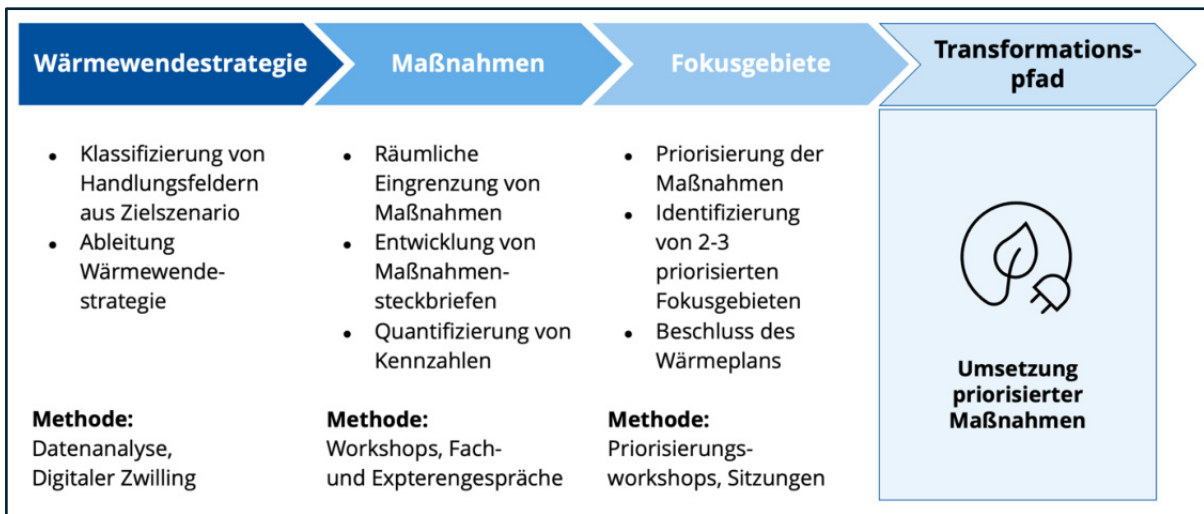 Wärmewendestrategie
Maßnahmen
Fokusgebiete
Transformations-
pfad
• Klassifizierung von
Handlungsfeldern
aus Zielszenario
• Ableitung
Wärmewende-
strategie
Methode:
Datenanalyse,
Digitaler Zwilling
• Räumliche
Eingrenzung von
Maßnahmen
• Entwicklung von
Maßnahmen-
steckbriefen
• Quantifizierung von
Kennzahlen
Methode:
Workshops, Fach-
und Expterengespräche
• Priorisierung der
Maßnahmen
• Identifizierung
von 2-3
priorisierten
Fokusgebieten
• Beschluss des
Wärmeplans
Methode:
Priorisierungs-
workshops, Sitzungen
Umsetzung
priorisierter
Maßnahmen